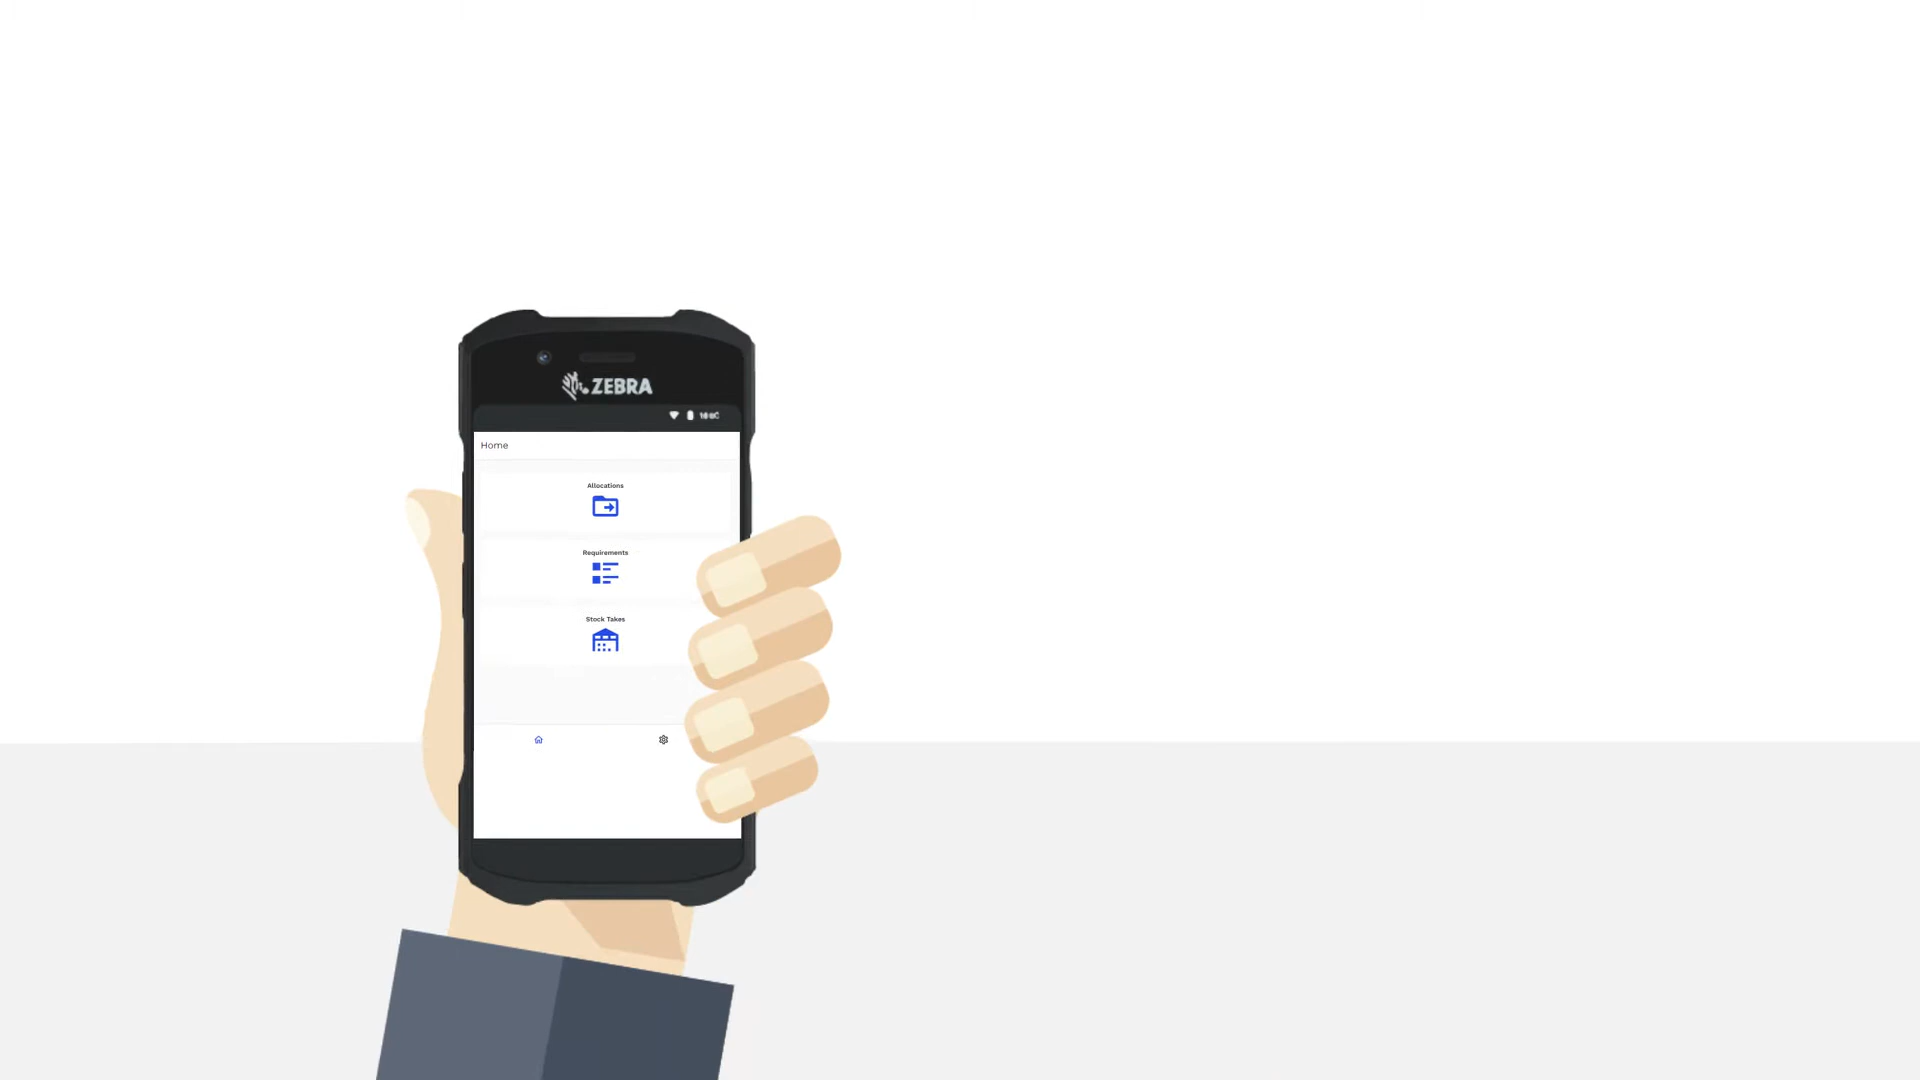 ZEBRA
Home
Allocations
Requirements
Stock Takes